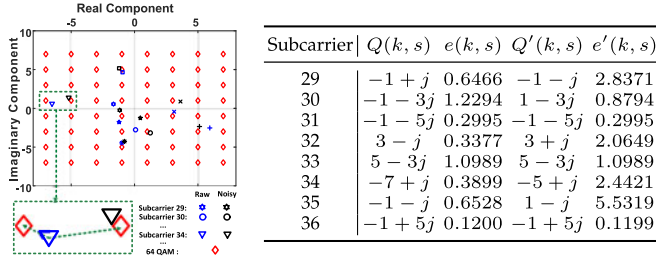 Real Component
-5 0 5
Imaginary Component
10
5
0
-5
-10
Raw Noisy
Subcarrier 29:
Subcarrier 30:
...
Subcarrier 34:
...
64 QAM :
Subcarrier Q(k, s) e(k, s) Q′(k, s) e′(k, s)
29 −1 + j 0.6466 −1 − j 2.8371
30 −1 − 3j 1.2294 1 − 3j 0.8794
31 −1 − 5j 0.2995 −1 − 5j 0.2995
32 3 − j 0.3377 3 + j 2.0649
33 5 − 3j 1.0989 5 − 3j 1.0989
34 −7 + j 0.3899 −5 + j 2.4421
35 −1 − j 0.6528 1 − j 5.5319
36 −1 + 5j 0.1200 −1 + 5j 0.1199